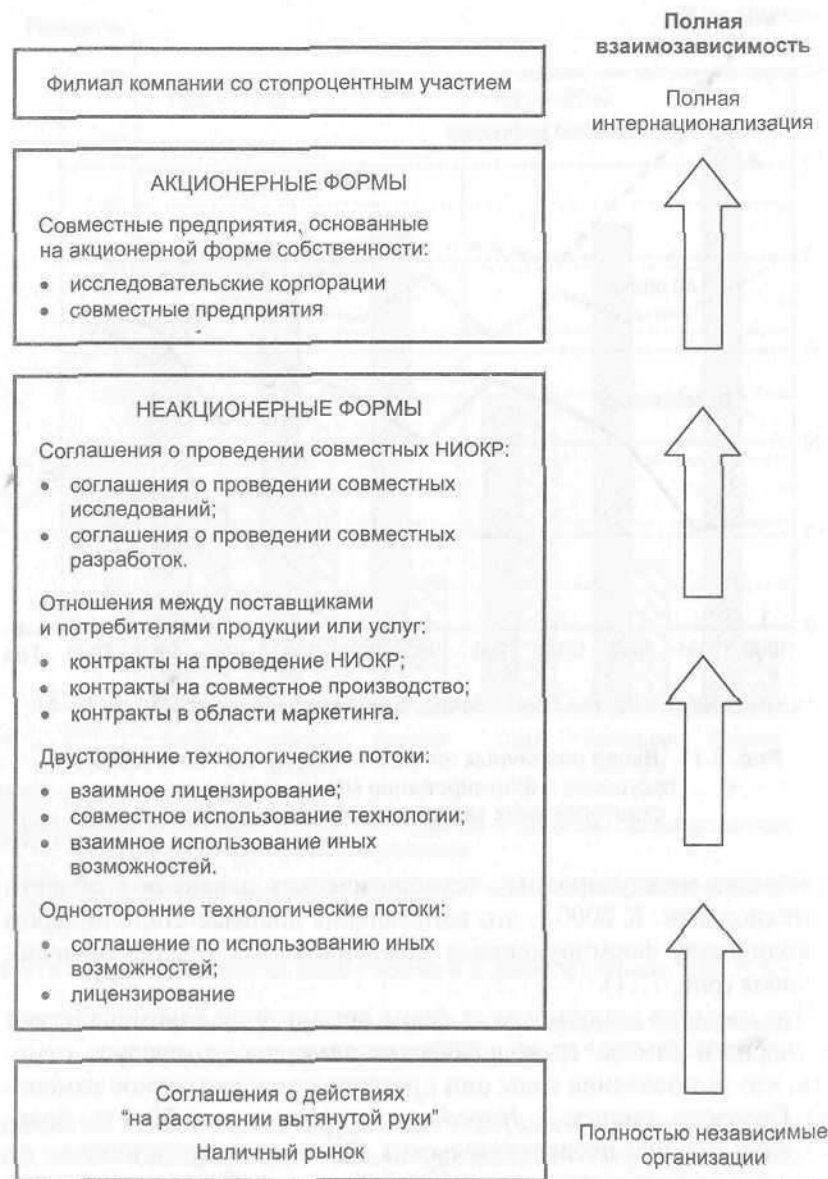 Полная
взаимозависимость
Филиал компании со стопроцентным участием
Полная
интернационализация
АКЦИОНЕРНЫЕ ФОРМЫ
Совместные предприятия, основанные
на акционерной форме собственности:
• исследовательские корпорации
• совместные предприятия
НЕАКЦИОНЕРНЫЕ ФОРМЫ
Соглашения о проведении совместных НИОКР:
• соглашения о проведении совместных
исследований;
• соглашения о проведении совместных
разработок.
Отношения между поставщиками
и потребителями продукции или услуг:
• контракты на проведение НИОКР;
• контракты на совместное производство;
• контракты в области маркетинга.
Двусторонние технологические потоки:
• взаимное лицензирование;
• совместное использование технологии;
• взаимное использование иных
возможностей.
Односторонние технологические потоки:
• соглашение по использованию иных
возможностей;
• лицензирование
Соглашения о действиях
"на расстоянии вытянутой руки"
Наличный рынок
Полностью независимые
организации